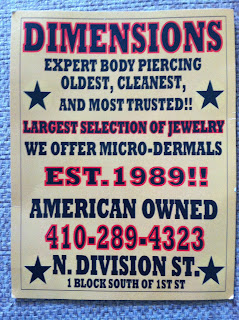 DIMENSIONS
EXPERT BODY PIERCING
OLDEST, CLEANEST,
AND MOST TRUSTED!!
LARGEST SELECTION OF JEWELRY
WE OFFER MICRO-DERMALS
EST.1989!!
AMERICAN OWNED
410-289-4323
N. DIVISION ST.
1 BLOCK SOUTH OF 1ST ST